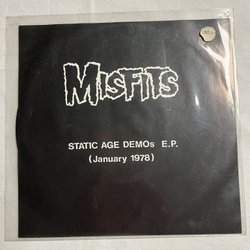 MISFITS
STATIC AGE DEMOs E.P.
(January 1978)